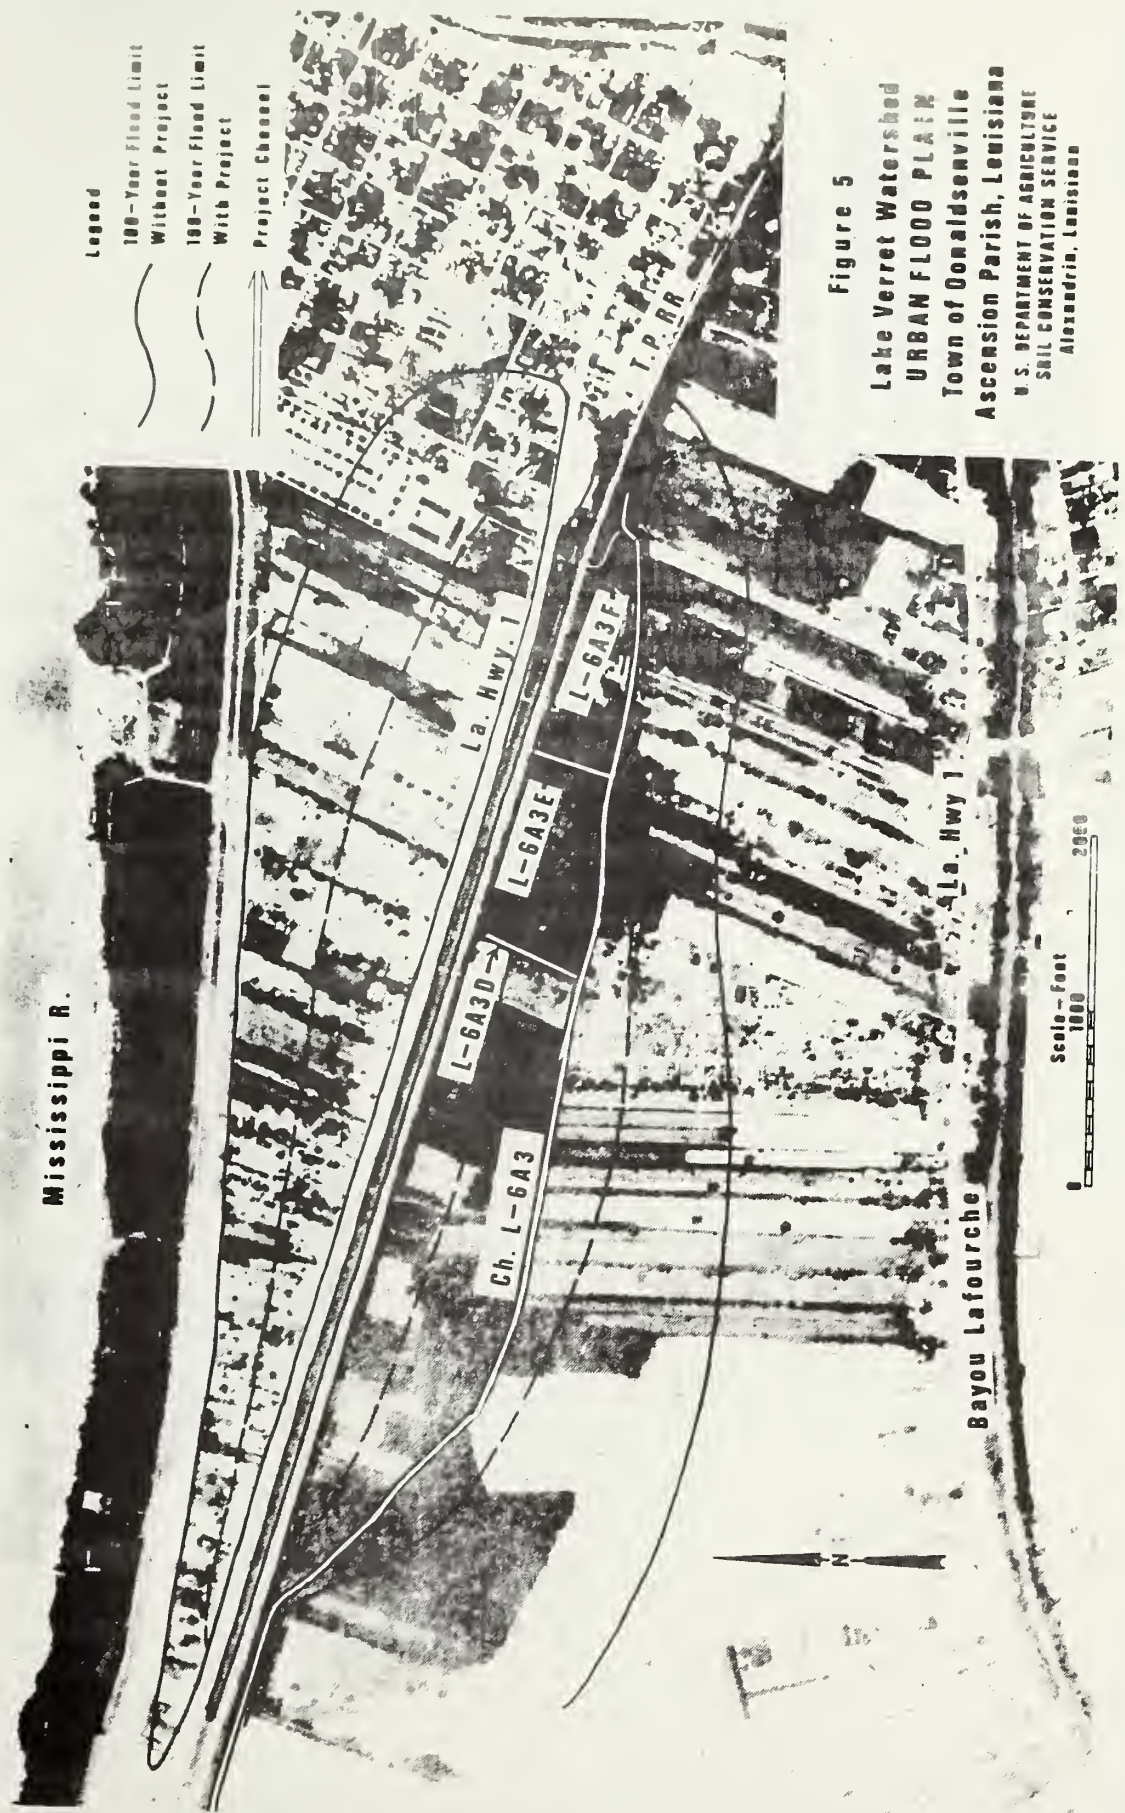 Mississippi R.
Legend
100-Year Flood Limit
Without Project
100-Year Flood Limit
With Project
Project Channel
La. Hwy. 1
T.P. RR
L-6A3F
L-6A3E
L-6A3D
Ch. L-6A3
La. Hwy 1
Bayou Lafourche
N
Scale-Feet
0 1000 2000
Figure 5
Lake Verret Watershed
URBAN FLOOD PLAIN
Town of Donaldsonville
Ascension Parish, Louisiana
U.S. DEPARTMENT OF AGRICULTURE
SOIL CONSERVATION SERVICE
Alexandria, Louisiana